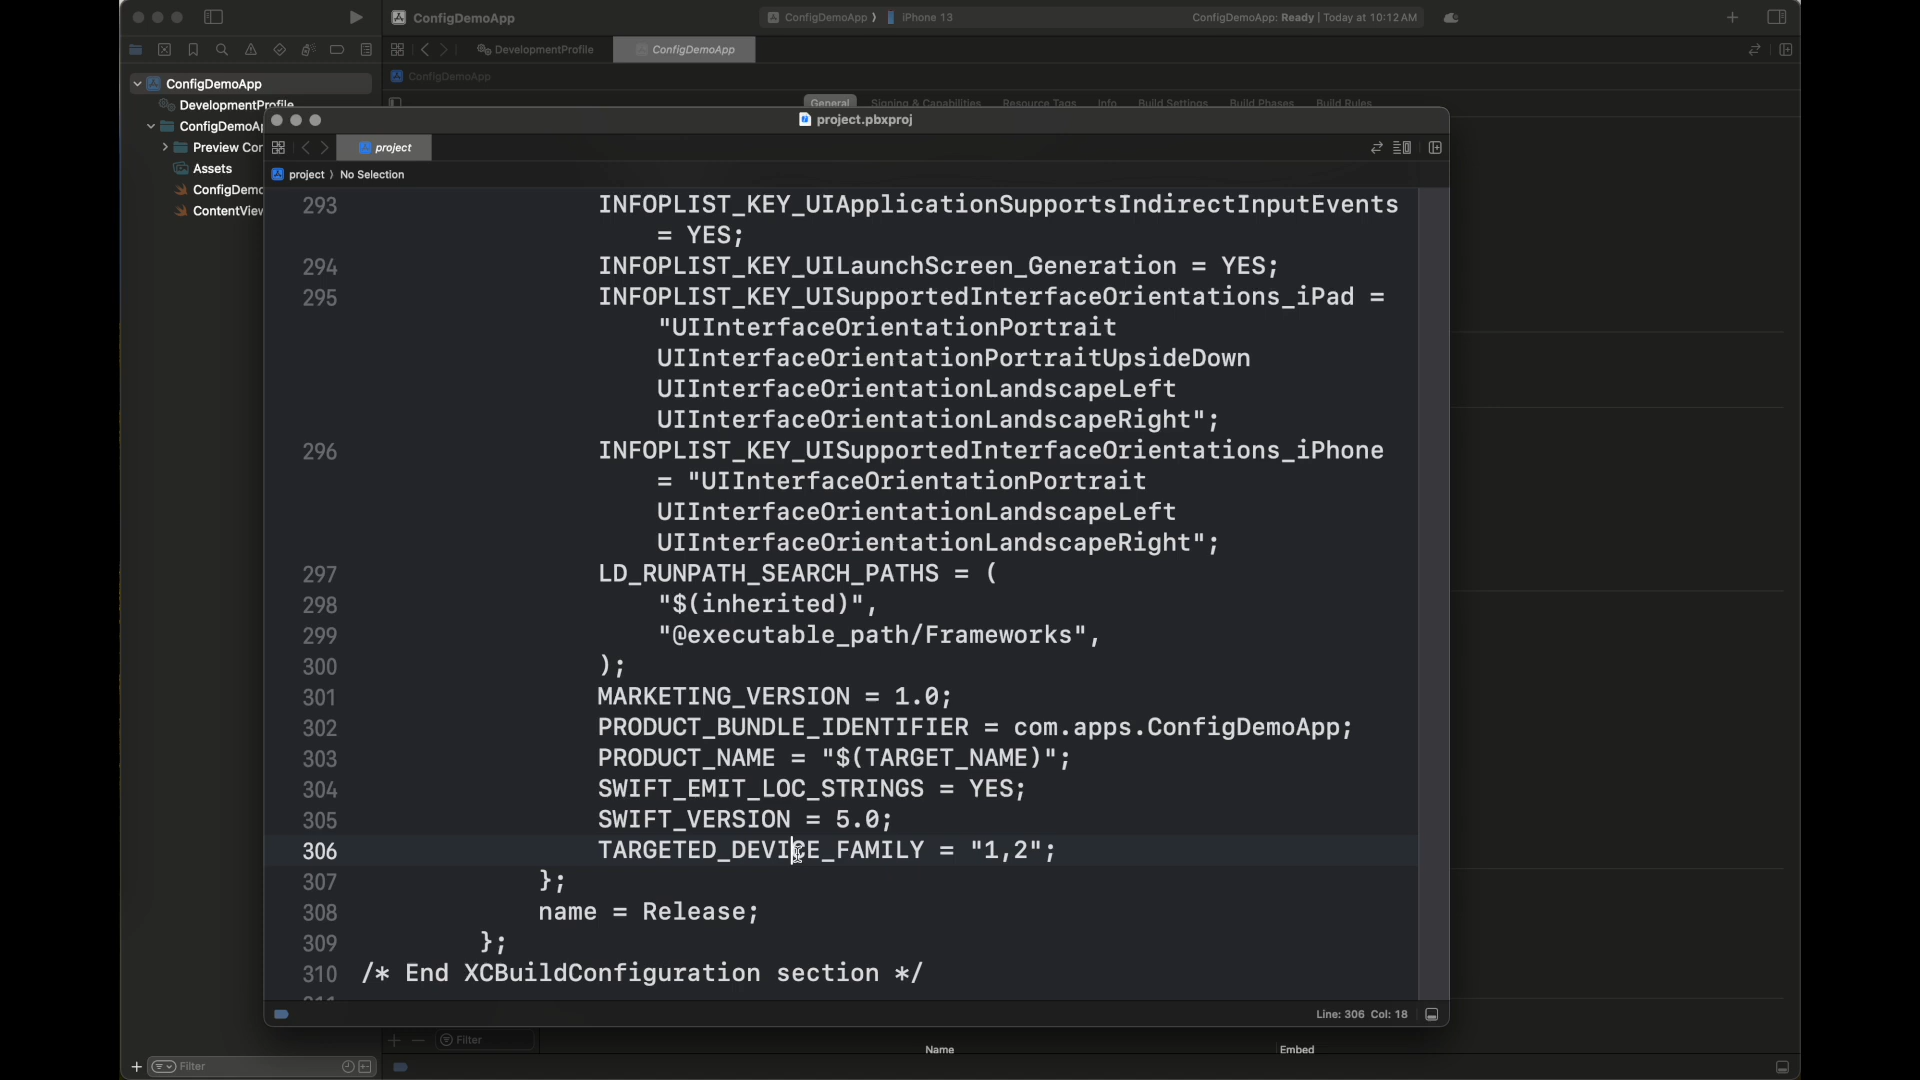 ConfigDemoApp
ConfigDemoApp ⟩ iPhone 13
ConfigDemoApp: Ready | Today at 10:12 AM
DevelopmentProfile
ConfigDemoApp
ConfigDemoApp
ConfigDemoApp
General Signing & Capabilities Resource Tags Info Build Settings Build Phases Build Rules
DevelopmentProfile
ConfigDemoAp
Preview Con
Assets
ConfigDemo
ContentView
project.pbxproj
project
project ⟩ No Selection
293 INFOPLIST_KEY_UIApplicationSupportsIndirectInputEvents
= YES;
294 INFOPLIST_KEY_UILaunchScreen_Generation = YES;
295 INFOPLIST_KEY_UISupportedInterfaceOrientations_iPad =
"UIInterfaceOrientationPortrait
UIInterfaceOrientationPortraitUpsideDown
UIInterfaceOrientationLandscapeLeft
UIInterfaceOrientationLandscapeRight";
296 INFOPLIST_KEY_UISupportedInterfaceOrientations_iPhone
= "UIInterfaceOrientationPortrait
UIInterfaceOrientationLandscapeLeft
UIInterfaceOrientationLandscapeRight";
297 LD_RUNPATH_SEARCH_PATHS = (
298 "$(inherited)",
299 "@executable_path/Frameworks",
300 );
301 MARKETING_VERSION = 1.0;
302 PRODUCT_BUNDLE_IDENTIFIER = com.apps.ConfigDemoApp;
303 PRODUCT_NAME = "$(TARGET_NAME)";
304 SWIFT_EMIT_LOC_STRINGS = YES;
305 SWIFT_VERSION = 5.0;
306 TARGETED_DEVICE_FAMILY = "1,2";
307 };
308 name = Release;
309 };
310 /* End XCBuildConfiguration section */
311
Line: 306 Col: 18
Filter
Name Embed
Filter